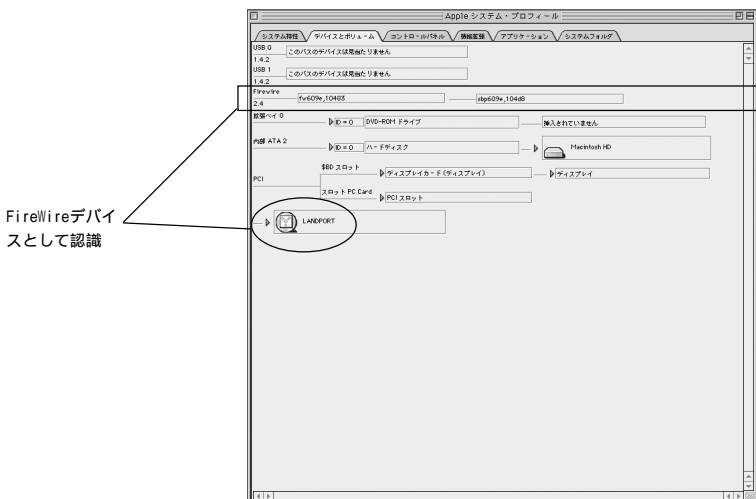 Apple システム・プロフィール
システム特性 デバイスとボリューム コントロールパネル 機能拡張 アプリケーション システムフォルダ
USB 0
このバスのデバイスは見当たりません
1.4.2
USB 1
このバスのデバイスは見当たりません
1.4.2
Firewire
fw609e,10483 sbp609e,104d8
2.4
拡張ベイ 0
ID = 0 DVD-ROM ドライブ 挿入されていません
内部 ATA 2
ID = 0 ハードディスク Macintosh HD
$BD スロット
ディスプレイカード (ディスプレイ) ディスプレイ
PCI
スロット PC Card
PCI スロット
LANDPORT
FireWireデバイ
スとして認識